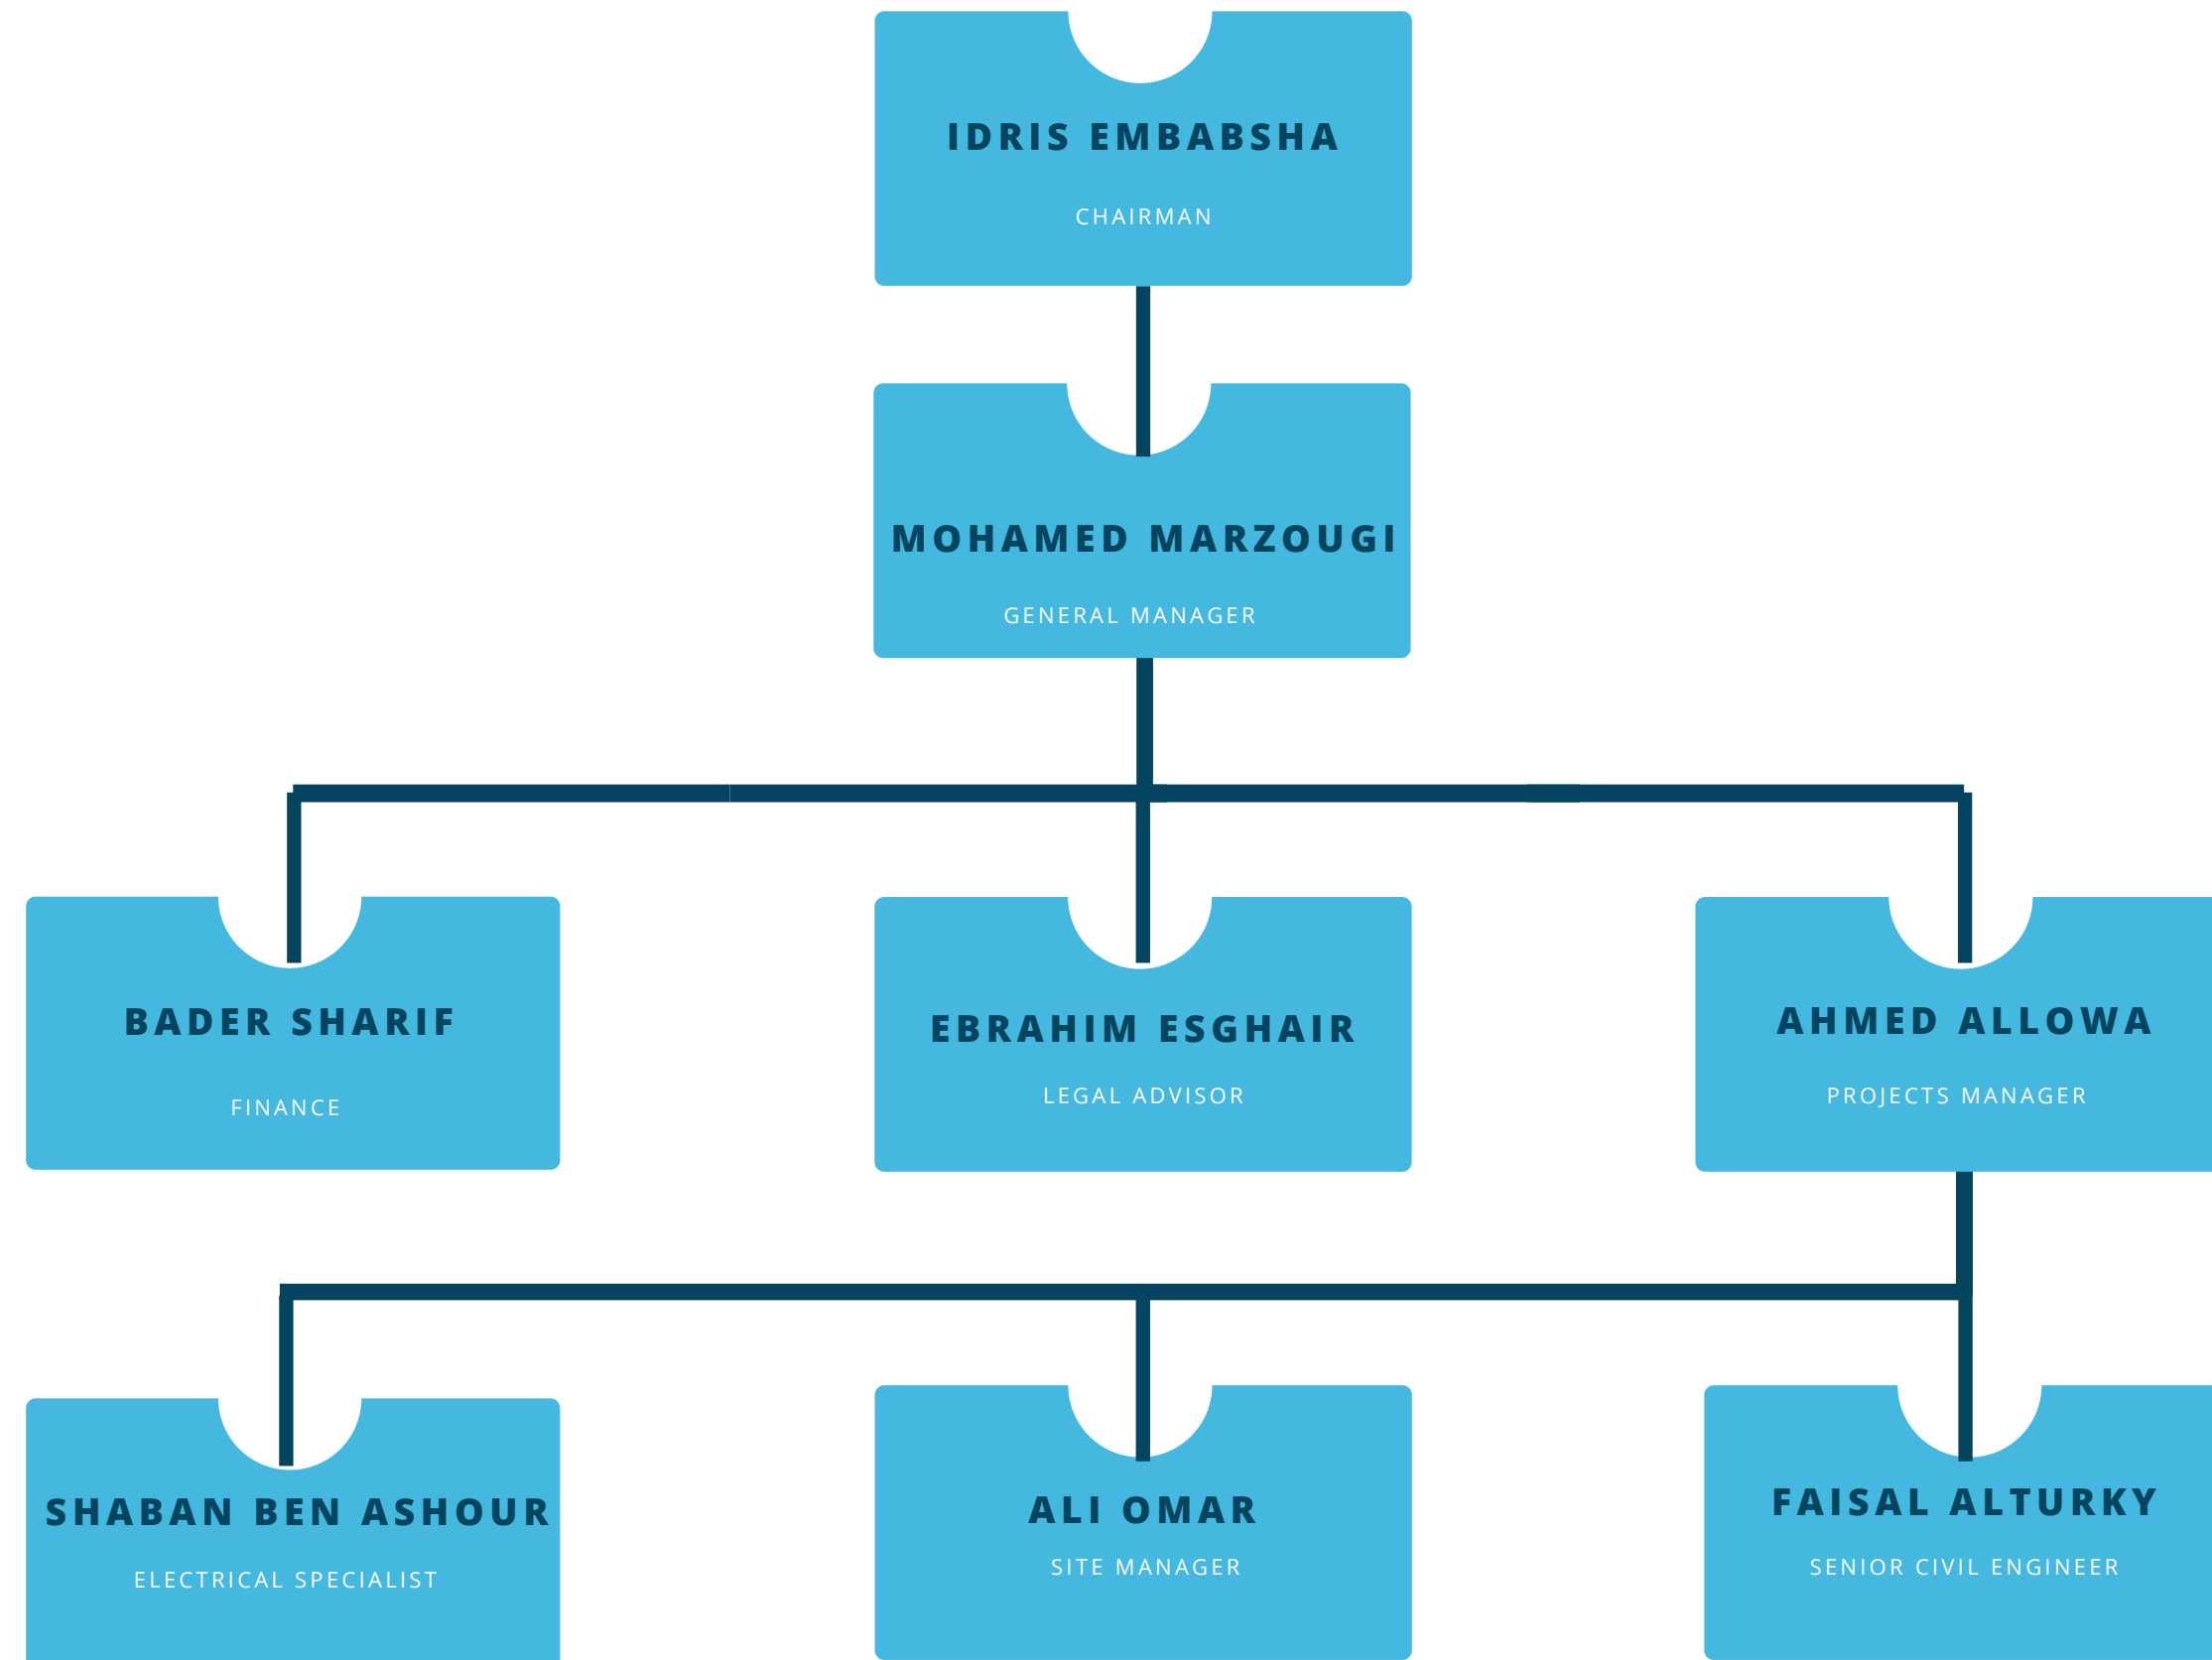 IDRIS EMBABSHA
CHAIRMAN
MOHAMED MARZOUGI
GENERAL MANAGER
BADER SHARIF
FINANCE
EBRAHIM ESGHAIR
LEGAL ADVISOR
AHMED ALLOWA
PROJECTS MANAGER
SHABAN BEN ASHOUR
ELECTRICAL SPECIALIST
ALI OMAR
SITE MANAGER
FAISAL ALTURKY
SENIOR CIVIL ENGINEER